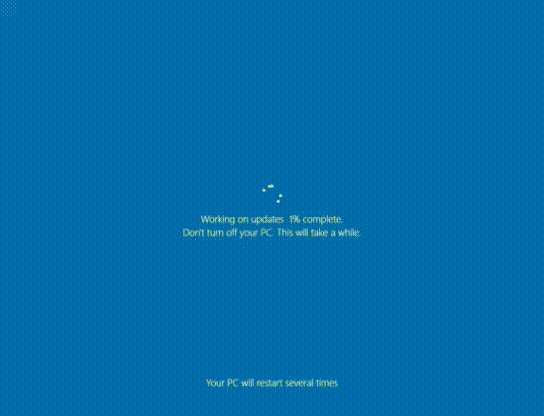 Working on updates 1% complete.
Don't turn off your PC. This will take a while.
Your PC will restart several times